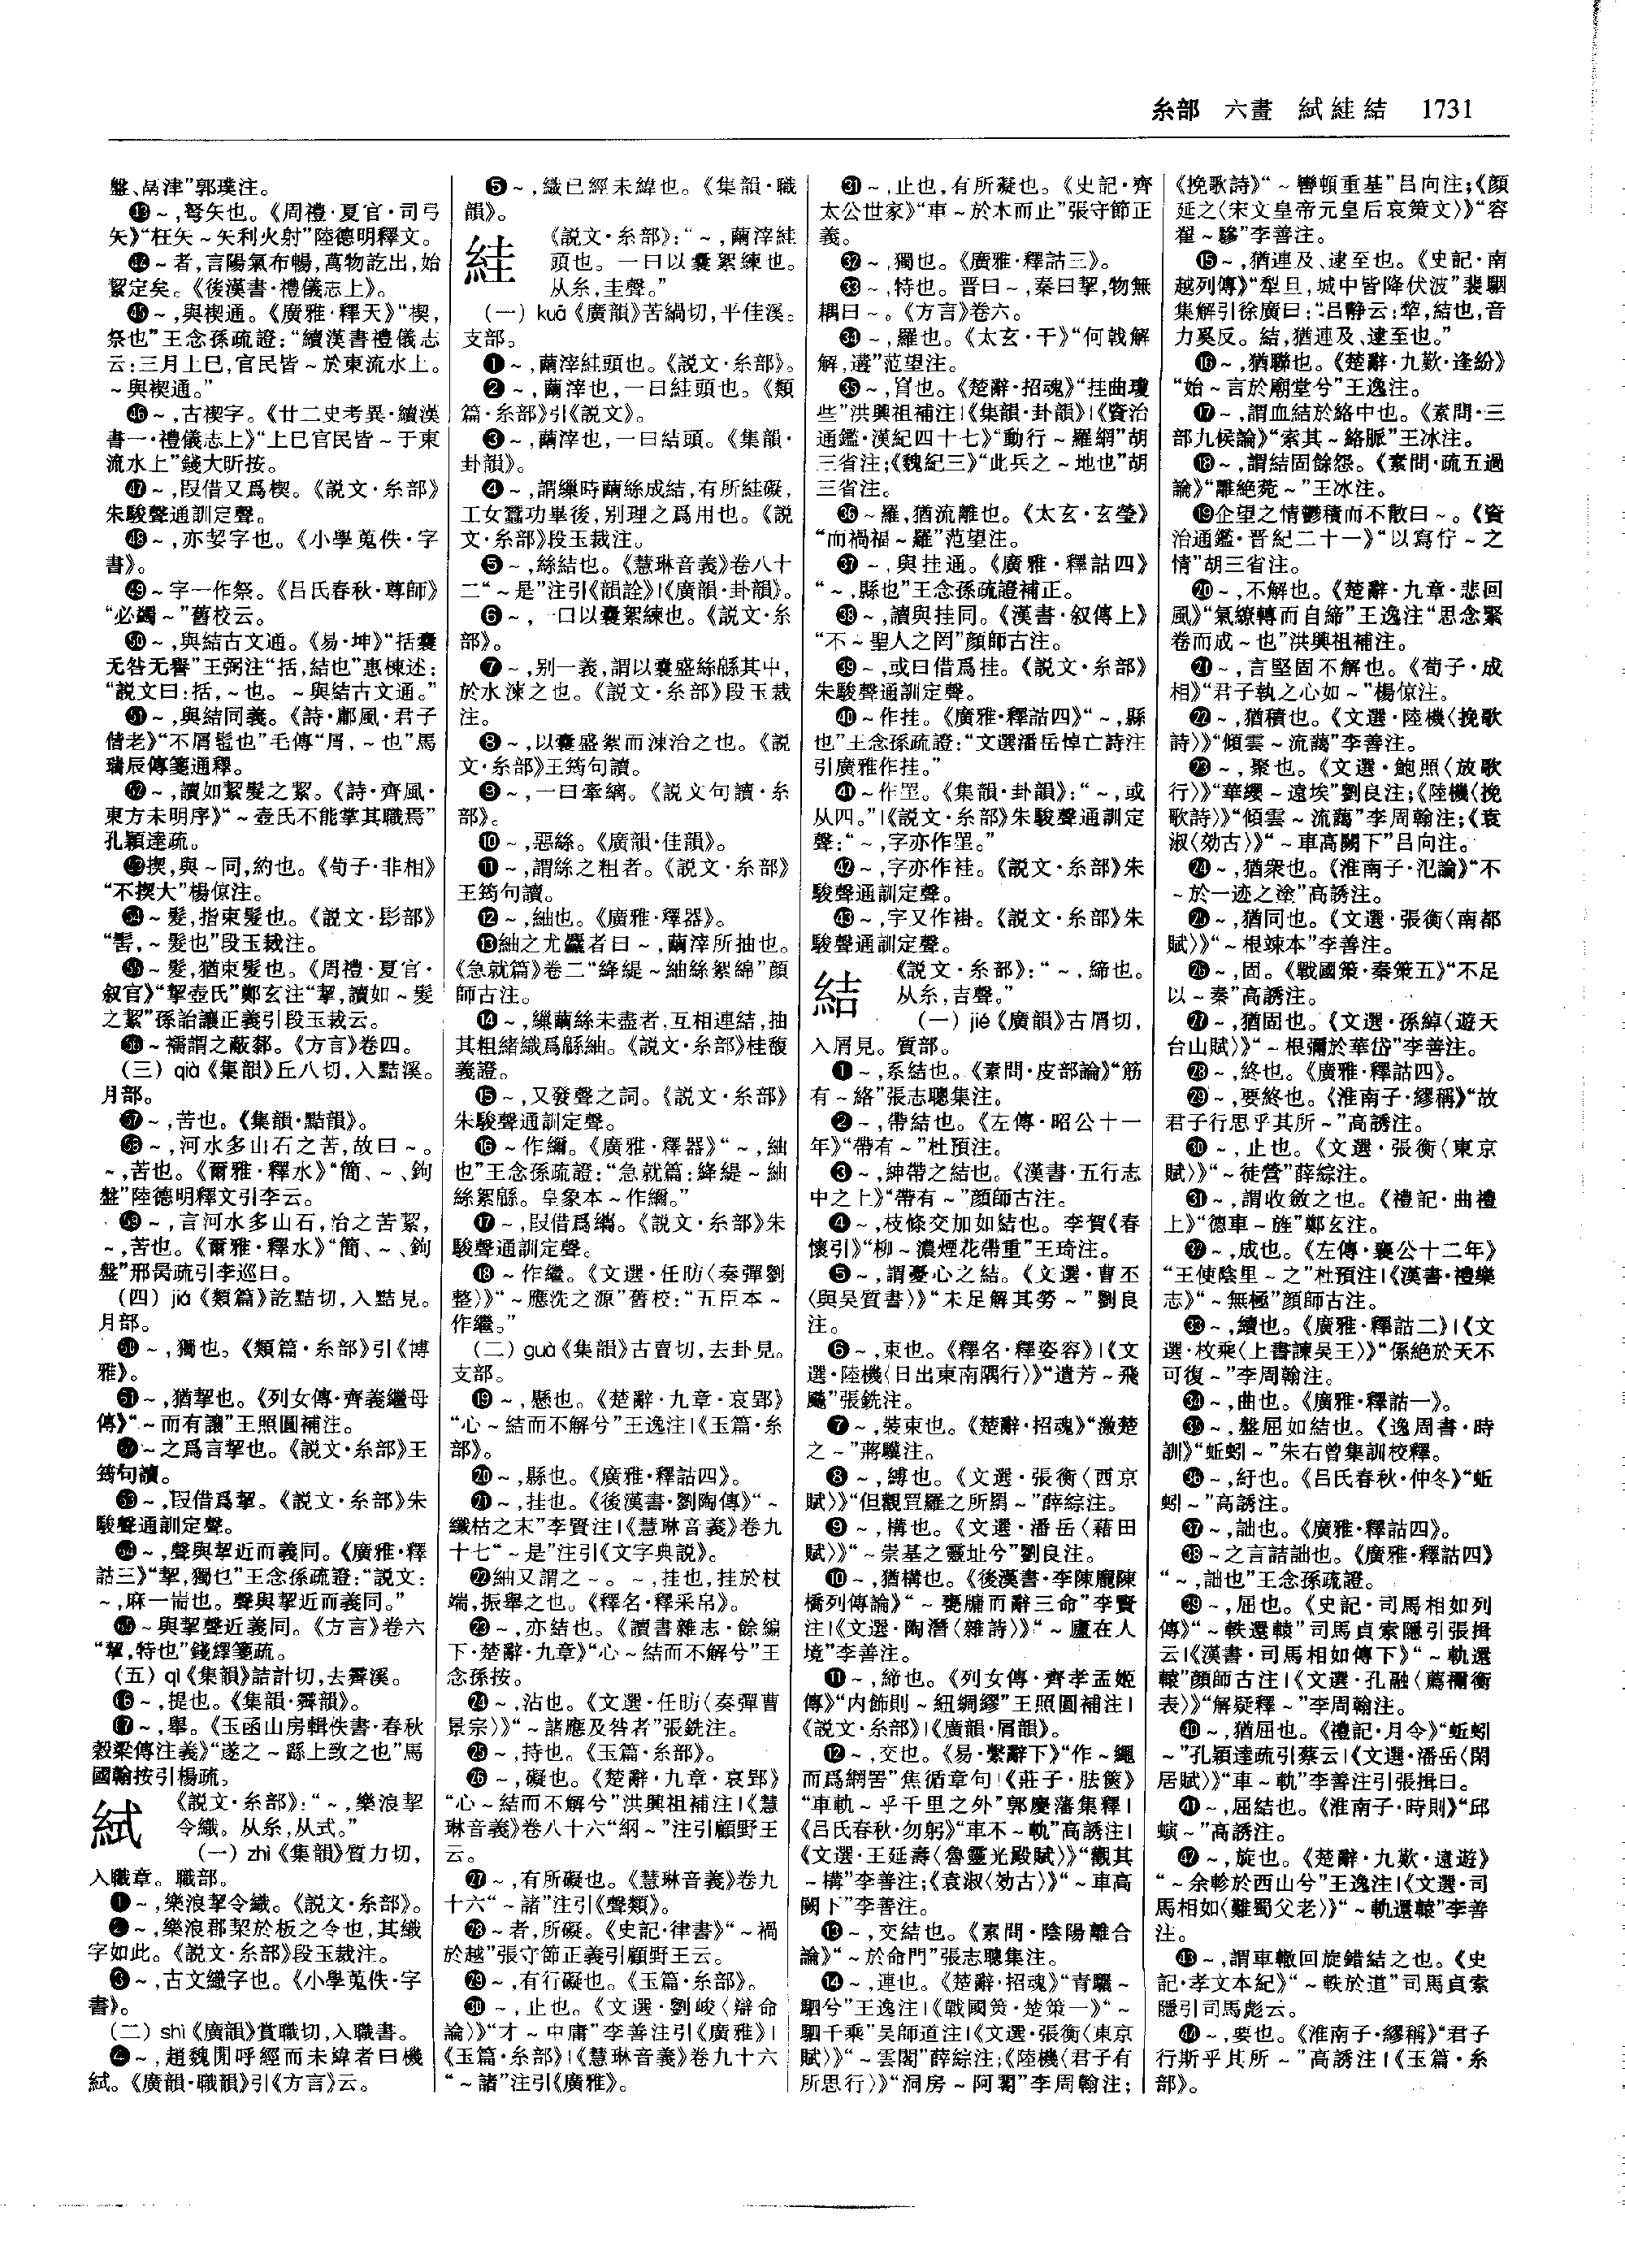 糸部　六畫　紩絓結　1731
盤、鬲津”郭璞注。
㊸～,弩矢也。《周禮·夏官·司弓
矢》“枉矢～矢利火射”陸德明釋文。
㊹～者,言陽氣布暢,萬物訖出,始
絜定矣。《後漢書·禮儀志上》。
㊺～,與禊通。《廣雅·釋天》“禊,
祭也”王念孫疏證：“續漢書禮儀志
云:三月上巳,官民皆～於東流水上。
～與禊通。”
㊻～,古禊字。《廿二史考異·續漢
書一·禮儀志上》“上巳官民皆～于東
流水上”錢大昕按。
㊼～,叚借又爲楔。《説文·糸部》
朱駿聲通訓定聲。
㊽～,亦挈字也。《小學蒐佚·字
書》。
㊾～字一作祭。《吕氏春秋·尊師》
“必蠲～”舊校云。
㊿～,與結古文通。《易·坤》“括囊
无咎无譽”王弼注“括,結也”惠棟述:
“説文曰:括,～也。～與結古文通。”
51～,與結同義。《詩·鄘風·君子
偕老》“不屑髢也”毛傳“屑,～也”馬
瑞辰傳箋通釋。
52～,讀如絜髮之絜。《詩·齊風·
東方未明序》“～壺氏不能掌其職焉”
孔穎達疏。
53揳,與～同,約也。《荀子·非相》
“不揳大”楊倞注。
54～髮,指束髮也。《説文·髟部》
“髻,～髮也”段玉裁注。
55～髮,猶束髮也。《周禮·夏官·
叙官》“挈壺氏”鄭玄注“挈,讀如～髮
之絜”孫詒讓正義引段玉裁云。
56～襦謂之蔽䣛。《方言》卷四。
(三) qià《集韻》丘八切,入黠溪。
月部。
57～,苦也。《集韻·黠韻》。
58～,河水多山石之苦,故曰～。
～,苦也。《爾雅·釋水》“簡、～、鉤
盤”陸德明釋文引李云。
59～,言河水多山石,治之苦絜,
～,苦也。《爾雅·釋水》“簡、～、鉤
盤”邢昺疏引李巡曰。
(四) jiá《類篇》訖黠切,入黠見。
月部。
60～,獨也。《類篇·糸部》引《博
雅》。
61～,猶挈也。《列女傳·齊義繼母
傳》“～而有讓”王照圓補注。
62～之爲言挈也。《説文·糸部》王
筠句讀。
63～,叚借爲挈。《説文·糸部》朱
駿聲通訓定聲。
64～,聲與挈近而義同。《廣雅·釋
詁三》“挈,獨也”王念孫疏證:“説文:
～,麻一耑也。聲與挈近而義同。”
65～與挈聲近義同。《方言》卷六
“挈,特也”錢繹箋疏。
(五) qì《集韻》詰計切,去霽溪。
66～,提也。《集韻·霽韻》。
67～,舉。《玉函山房輯佚書·春秋
穀梁傳注義》“遂之～繇上致之也”馬
國翰按引楊疏。
紩　《説文·糸部》:“～,樂浪挈
令織。从糸,从式。”
(一) zhì《集韻》質力切,
入職章。職部。
❶～,樂浪挈令織。《説文·糸部》。
❷～,樂浪郡栔於板之令也,其織
字如此。《説文·糸部》段玉裁注。
❸～,古文織字也。《小學蒐佚·字
書》。
(二) shì《廣韻》賞職切,入職書。
❹～,趙魏間呼經而未緯者曰機
紩。《廣韻·職韻》引《方言》云。
❺～,織已經未緯也。《集韻·職
韻》。
絓　《説文·糸部》:“～,繭滓絓
頭也。一曰以囊絮練也。
从糸,圭聲。”
(一) kuā《廣韻》苦緺切,平佳溪。
支部。
❶～,繭滓絓頭也。《説文·糸部》。
❷～,繭滓也,一曰絓頭也。《類
篇·糸部》引《説文》。
❸～,繭滓也,一曰結頭。《集韻·
卦韻》。
❹～,謂繅時繭絲成結,有所絓礙,
工女蠶功畢後,别理之爲用也。《説
文·糸部》段玉裁注。
❺～,絲結也。《慧琳音義》卷八十
二“～是”注引《韻詮》|《廣韻·卦韻》。
❻～,一曰以囊絮練也。《説文·糸
部》。
❼～,别一義,謂以囊盛絲緜其中,
於水湅之也。《説文·糸部》段玉裁
注。
❽～,以囊盛絮而湅治之也。《説
文·糸部》王筠句讀。
❾～,一曰牽縭。《説文句讀·糸
部》。
❿～,惡絲。《廣韻·佳韻》。
⓫～,謂絲之粗者。《説文·糸部》
王筠句讀。
⓬～,紬也。《廣雅·釋器》。
⓭紬之尤麤者曰～,繭滓所抽也。
《急就篇》卷二“絳緹～紬絲絮綿”顔
師古注。
⓮～,繅繭絲未盡者,互相連結,抽
其粗緒織爲緜紬。《説文·糸部》桂馥
義證。
⓯～,又發聲之詞。《説文·糸部》
朱駿聲通訓定聲。
⓰～作繲。《廣雅·釋器》“～,紬
也”王念孫疏證:“急就篇:絳緹～紬
絲絮緜。皇象本～作繲。”
⓱～,叚借爲縭。《説文·糸部》朱
駿聲通訓定聲。
⓲～作繼。《文選·任昉〈奏彈劉
整〉》“～應洗之源”舊校:“五臣本～
作繼。”
(二) guà《集韻》古賣切,去卦見。
支部。
⓳～,懸也。《楚辭·九章·哀郢》
“心～結而不解兮”王逸注|《玉篇·糸
部》。
⓴～,縣也。《廣雅·釋詁四》。
㉑～,挂也。《後漢書·劉陶傳》“～
纖枯之末”李賢注|《慧琳音義》卷九
十七“～是”注引《文字典説》。
㉒紬又謂之～。～,挂也,挂於杖
端,振舉之也。《釋名·釋采帛》。
㉓～,亦結也。《讀書雜志·餘編
下·楚辭·九章》“心～結而不解兮”王
念孫按。
㉔～,沾也。《文選·任昉〈奏彈曹
景宗〉》“～諸應及咎者”張銑注。
㉕～,持也。《玉篇·糸部》。
㉖～,礙也。《楚辭·九章·哀郢》
“心～結而不解兮”洪興祖補注|《慧
琳音義》卷八十六“網～”注引顧野王
云。
㉗～,有所礙也。《慧琳音義》卷九
十六“～諸”注引《聲類》。
㉘～者,所礙。《史記·律書》“～禍
於越”張守節正義引顧野王云。
㉙～,有行礙也。《玉篇·糸部》。
㉚～,止也。《文選·劉峻〈辯命
論〉》“才～中庸”李善注引《廣雅》|
《玉篇·糸部》|《慧琳音義》卷九十六
“～諸”注引《廣雅》。
㉛～,止也,有所礙也。《史記·齊
太公世家》“車～於木而止”張守節正
義。
㉜～,獨也。《廣雅·釋詁三》。
㉝～,特也。晋曰～,秦曰挈,物無
耦曰～。《方言》卷六。
㉞～,羅也。《太玄·干》“何戟解
解,遘”范望注。
㉟～,罥也。《楚辭·招魂》“挂曲瓊
些”洪興祖補注|《集韻·卦韻》|《資治
通鑑·漢紀四十七》“動行～羅網”胡
三省注;《魏紀三》“此兵之～地也”胡
三省注。
㊱～羅,猶流離也。《太玄·玄瑩》
“而禍福～羅”范望注。
㊲～,與挂通。《廣雅·釋詁四》
“～,縣也”王念孫疏證補正。
㊳～,讀與挂同。《漢書·叙傳上》
“不～聖人之罔”顔師古注。
㊴～,或曰借爲挂。《説文·糸部》
朱駿聲通訓定聲。
㊵～作挂。《廣雅·釋詁四》“～,縣
也”王念孫疏證:“文選潘岳悼亡詩注
引廣雅作挂。”
㊶～作罣。《集韻·卦韻》:“～,或
从四。”|《説文·糸部》朱駿聲通訓定
聲:“～,字亦作罣。”
㊷～,字亦作袿。《説文·糸部》朱
駿聲通訓定聲。
㊸～,字又作褂。《説文·糸部》朱
駿聲通訓定聲。
結　《説文·糸部》:“～,締也。
从糸,吉聲。”
(一) jié《廣韻》古屑切,
入屑見。質部。
❶～,系結也。《素問·皮部論》“筋
有～絡”張志聰集注。
❷～,帶結也。《左傳·昭公十一
年》“帶有～”杜預注。
❸～,紳帶之結也。《漢書·五行志
中之上》“帶有～”顔師古注。
❹～,枝條交加如結也。李賀《春
懷引》“柳～濃煙花帶重”王琦注。
❺～,謂憂心之結。《文選·曹丕
〈與吴質書〉》“未足解其勞～”劉良
注。
❻～,束也。《釋名·釋姿容》|《文
選·陸機〈日出東南隅行〉》“遺芳～飛
飇”張銑注。
❼～,裝束也。《楚辭·招魂》“激楚
之～”蔣驥注。
❽～,縛也。《文選·張衡〈西京
賦〉》“但觀罝羅之所羂～”薛綜注。
❾～,構也。《文選·潘岳〈藉田
賦〉》“～崇基之靈址兮”劉良注。
❿～,猶構也。《後漢書·李陳龐陳
橋列傳論》“～甕牖而辭三命”李賢
注|《文選·陶潛〈雜詩〉》“～廬在人
境”李善注。
⓫～,締也。《列女傳·齊孝孟姬
傳》“内飾則～紐綢繆”王照圓補注|
《説文·糸部》|《廣韻·屑韻》。
⓬～,交也。《易·繫辭下》“作～繩
而爲網罟”焦循章句|《莊子·胠篋》
“車軌～乎千里之外”郭慶藩集釋|
《吕氏春秋·勿躬》“車不～軌”高誘注|
《文選·王延壽〈魯靈光殿賦〉》“觀其
～構”李善注;《袁淑〈効古〉》“～車高
闕下”李善注。
⓭～,交結也。《素問·陰陽離合
論》“～於命門”張志聰集注。
⓮～,連也。《楚辭·招魂》“青驪～
駟兮”王逸注|《戰國策·楚策一》“～
駟千乘”吴師道注|《文選·張衡〈東京
賦〉》“～雲閣”薛綜注;《陸機〈君子有
所思行〉》“洞房～阿閣”李周翰注;
《挽歌詩》“～轡頓重基”吕向注;《顔
延之〈宋文皇帝元皇后哀策文〉》“容
翟～驂”李善注。
⓯～,猶連及、逮至也。《史記·南
越列傳》“犁旦,城中皆降伏波”裴駰
集解引徐廣曰:“吕静云:犂,結也,音
力奚反。結,猶連及、逮至也。”
⓰～,猶聯也。《楚辭·九歎·逢紛》
“始～言於廟堂兮”王逸注。
⓱～,謂血結於絡中也。《素問·三
部九候論》“索其～絡脈”王冰注。
⓲～,謂結固餘怨。《素問·疏五過
論》“離絶菀～”王冰注。
⓳企望之情鬱積而不散曰～。《資
治通鑑·晋紀二十一》“以寫佇～之
情”胡三省注。
⓴～,不解也。《楚辭·九章·悲回
風》“氣繚轉而自締”王逸注“思念緊
卷而成～也”洪興祖補注。
㉑～,言堅固不解也。《荀子·成
相》“君子執之心如～”楊倞注。
㉒～,猶積也。《文選·陸機〈挽歌
詩〉》“傾雲～流藹”李善注。
㉓～,聚也。《文選·鮑照〈放歌
行〉》“華纓～遠埃”劉良注;《陸機〈挽
歌詩〉》“傾雲～流藹”李周翰注;《袁
淑〈効古〉》“～車高闕下”吕向注。
㉔～,猶衆也。《淮南子·氾論》“不
～於一迹之塗”高誘注。
㉕～,猶同也。《文選·張衡〈南都
賦〉》“～根竦本”李善注。
㉖～,固。《戰國策·秦策五》“不足
以～秦”高誘注。
㉗～,猶固也。《文選·孫綽〈遊天
台山賦〉》“～根彌於華岱”李善注。
㉘～,終也。《廣雅·釋詁四》。
㉙～,要終也。《淮南子·繆稱》“故
君子行思乎其所～”高誘注。
㉚～,止也。《文選·張衡〈東京
賦〉》“～徒營”薛綜注。
㉛～,謂收斂之也。《禮記·曲禮
上》“德車～旌”鄭玄注。
㉜～,成也。《左傳·襄公十二年》
“王使陰里～之”杜預注|《漢書·禮樂
志》“～無極”顔師古注。
㉝～,續也。《廣雅·釋詁二》|《文
選·枚乘〈上書諫吴王〉》“係絶於天不
可復～”李周翰注。
㉞～,曲也。《廣雅·釋詁一》。
㉟～,盤屈如結也。《逸周書·時
訓》“蚯蚓～”朱右曾集訓校釋。
㊱～,紆也。《吕氏春秋·仲冬》“蚯
蚓～”高誘注。
㊲～,詘也。《廣雅·釋詁四》。
㊳～之言詰詘也。《廣雅·釋詁四》
“～,詘也”王念孫疏證。
㊴～,屈也。《史記·司馬相如列
傳》“～軼還轅”司馬貞索隱引張揖
云|《漢書·司馬相如傳下》“～軌還
轅”顔師古注|《文選·孔融〈薦禰衡
表〉》“解疑釋～”李周翰注。
㊵～,猶屈也。《禮記·月令》“蚯蚓
～”孔穎達疏引蔡云|《文選·潘岳〈閑
居賦〉》“車～軌”李善注引張揖曰。
㊶～,屈結也。《淮南子·時則》“邱
螾～”高誘注。
㊷～,旋也。《楚辭·九歎·遠遊》
“～余軫於西山兮”王逸注|《文選·司
馬相如〈難蜀父老〉》“～軌還轅”李善
注。
㊸～,謂車轍回旋錯結之也。《史
記·孝文本紀》“～軼於道”司馬貞索
隱引司馬彪云。
㊹～,要也。《淮南子·繆稱》“君子
行斯乎其所～”高誘注|《玉篇·糸
部》。